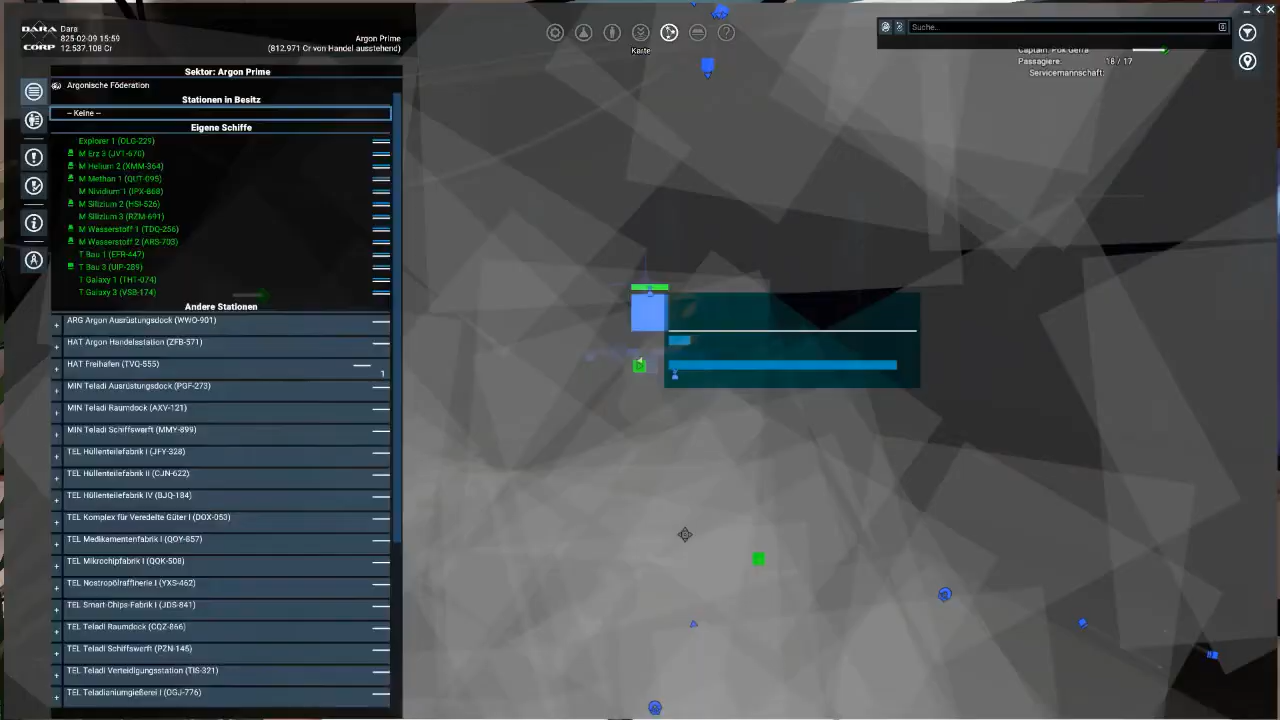 DARA
CORP
Dara
825-02-09 15:59
12.537.108 Cr
Argon Prime
(812.971 Cr von Handel ausstehend)
Karte
Suche...
Passagiere: 18 / 17
Servicemannschaft:
Sektor: Argon Prime
Argonische Föderation
Stationen in Besitz
-- Keine --
Eigene Schiffe
Explorer 1 (OLG-229)
M Erz 3 (JVT-670)
M Helium 2 (XMM-364)
M Methan 1 (QUT-095)
M Nividium 1 (IPX-868)
M Silizium 2 (HSI-526)
M Silizium 3 (RZM-691)
M Wasserstoff 1 (TDQ-256)
M Wasserstoff 2 (ARS-703)
T Bau 1 (EFR-447)
T Bau 3 (UIP-289)
T Galaxy 1 (THT-074)
T Galaxy 3 (VSB-174)
Andere Stationen
+ ARG Argon Ausrüstungsdock (WWO-901)
+ HAT Argon Handelsstation (ZFB-571)
+ HAT Freihafen (TVQ-555) 1
+ MIN Teladi Ausrüstungsdock (PGF-273)
+ MIN Teladi Raumdock (AXV-121)
+ MIN Teladi Schiffswerft (MMY-899)
+ TEL Hüllenteilefabrik I (JFY-328)
+ TEL Hüllenteilefabrik II (CJN-622)
+ TEL Hüllenteilefabrik IV (BJQ-184)
+ TEL Komplex für Veredelte Güter I (DOX-053)
+ TEL Medikamentenfabrik I (QOY-857)
+ TEL Mikrochipfabrik I (QQK-508)
+ TEL Nostropölraffinerie I (YXS-462)
+ TEL Smart-Chips-Fabrik I (JDS-841)
+ TEL Teladi Raumdock (CQZ-866)
+ TEL Teladi Schiffswerft (PZN-145)
+ TEL Teladi Verteidigungsstation (TIS-321)
+ TEL Teladianiumgießerei I (OGJ-776)